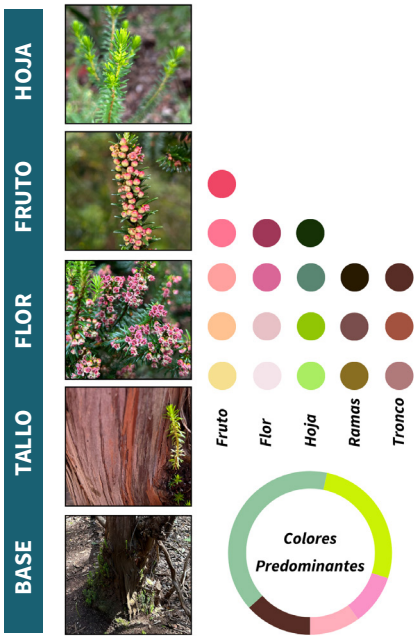 HOJA
FRUTO
FLOR
TALLO
BASE
Fruto
Flor
Hoja
Ramas
Tronco
Colores
Predominantes